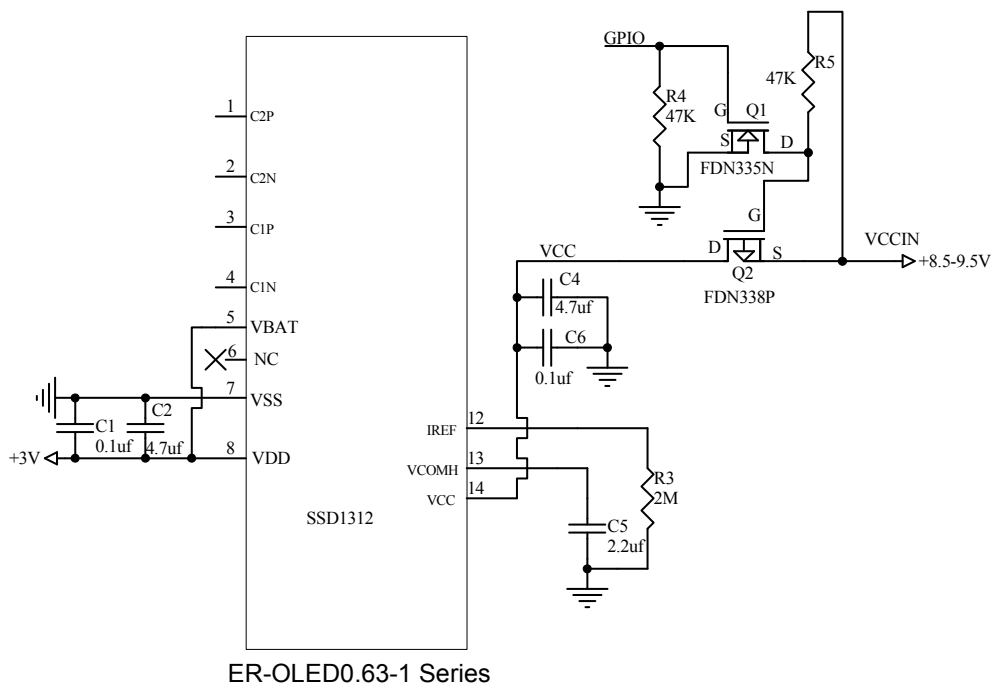 GPIO
R4
47K
R5
47K
G
Q1
S
D
FDN335N
G
D
S
Q2
FDN338P
VCC
VCCIN
+8.5-9.5V
1
C2P
2
C2N
3
C1P
4
C1N
5
VBAT
6
NC
7
VSS
8
VDD
C1
0.1uf
C2
4.7uf
+3V
SSD1312
C4
4.7uf
C6
0.1uf
12
IREF
13
VCOMH
14
VCC
R3
2M
C5
2.2uf
ER-OLED0.63-1 Series